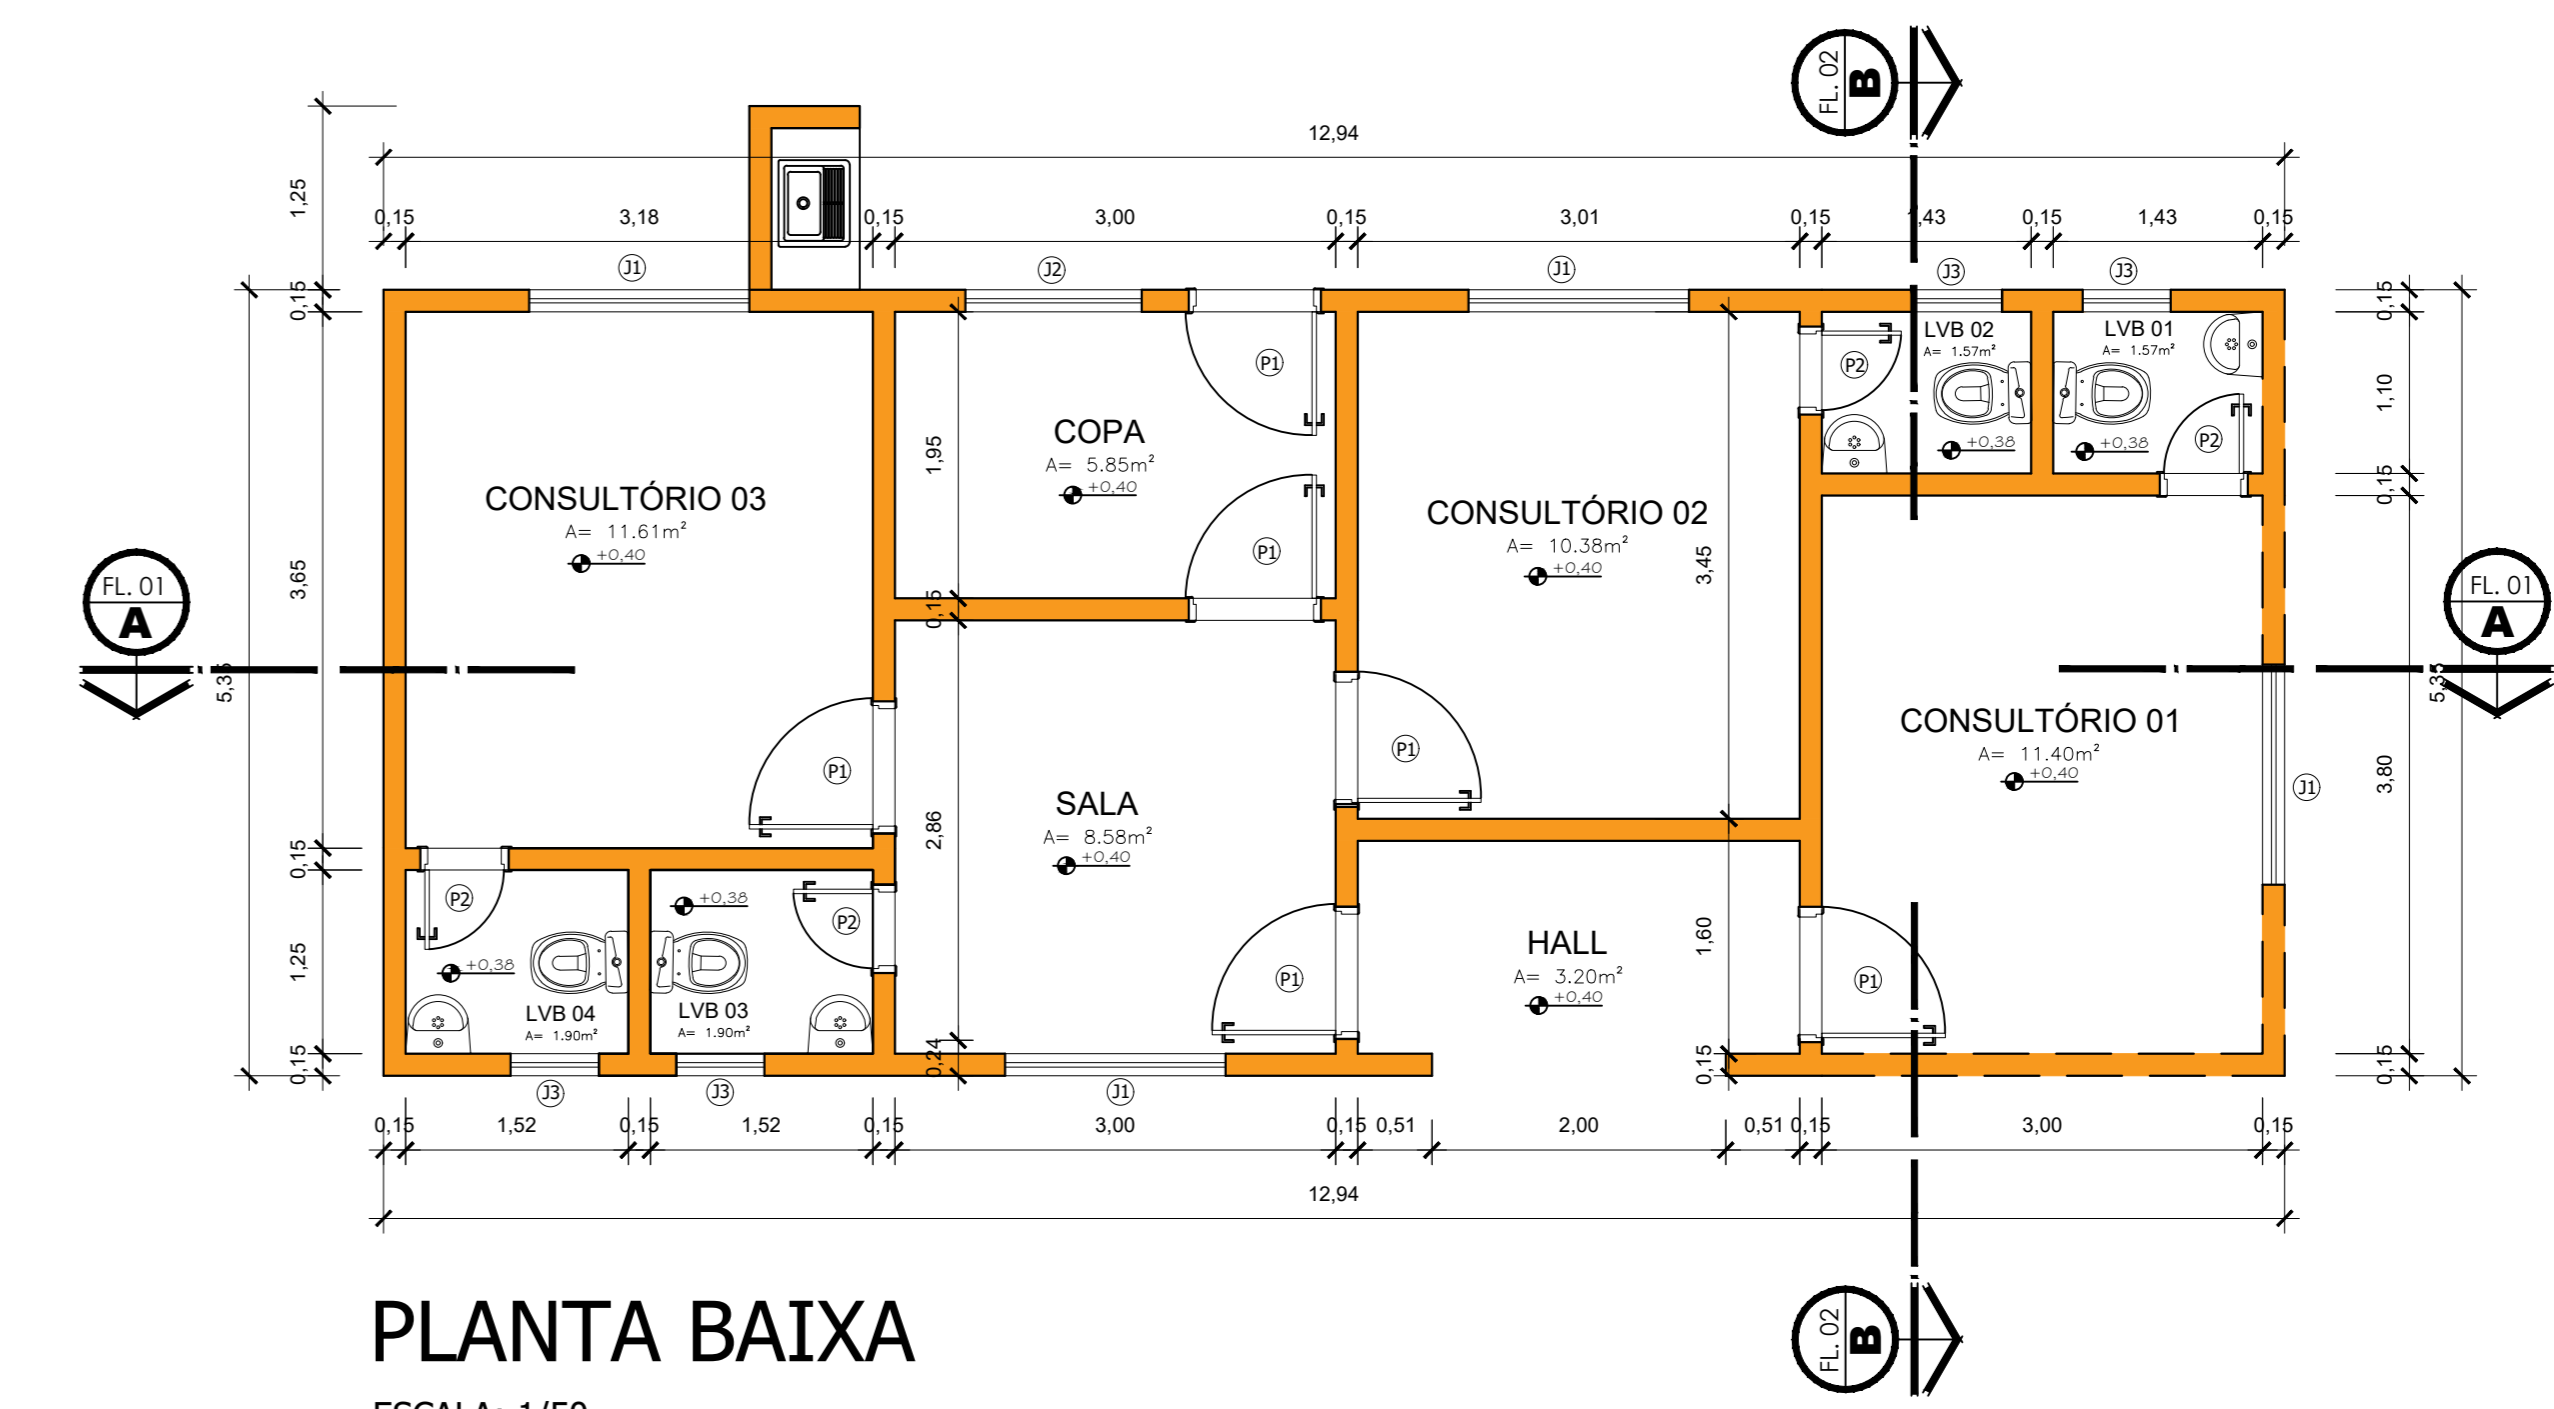 FL. 02
B
12,94
1,25
0,15
3,18
0,15
3,00
0,15
3,01
0,15
1,43
0,15
1,43
0,15
J1
J2
J1
J3
J3
0,15
0,15
P1
P2
LVB 02
A= 1.57m²
+0,38
LVB 01
A= 1.57m²
+0,38
P2
1,10
0,15
COPA
A= 5.85m²
+0,40
1,95
CONSULTÓRIO 03
A= 11.61m²
+0,40
CONSULTÓRIO 02
A= 10.38m²
+0,40
3,45
P1
0,15
3,65
FL. 01
A
FL. 01
A
5,35
5,35
CONSULTÓRIO 01
A= 11.40m²
+0,40
P1
P1
J1
3,80
SALA
A= 8.58m²
+0,40
2,86
0,15
P2
+0,38
P2
1,25
+0,38
LVB 04
A= 1.90m²
LVB 03
A= 1.90m²
HALL
A= 3.20m²
+0,40
1,60
P1
P1
0,15
0,24
0,15
0,15
J3
J3
J1
0,15
1,52
0,15
1,52
0,15
3,00
0,15
0,51
2,00
0,51
0,15
3,00
0,15
12,94
PLANTA BAIXA
FL. 02
B
ESCALA: 1/50